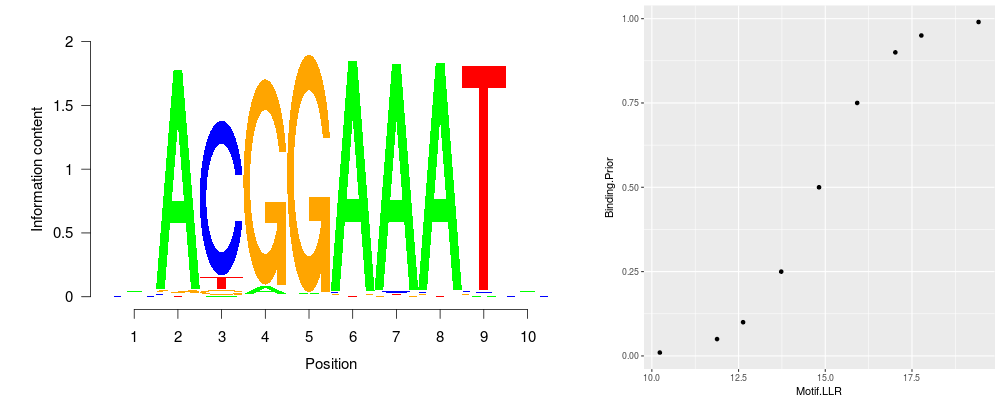 2
1.5
1
0.5
0
Information content
ACGGAAAT
T
1 2 3 4 5 6 7 8 9 10
Position
1.00
0.75
0.50
0.25
0.00
Binding.Prior
10.0 12.5 15.0 17.5
Motif.LLR